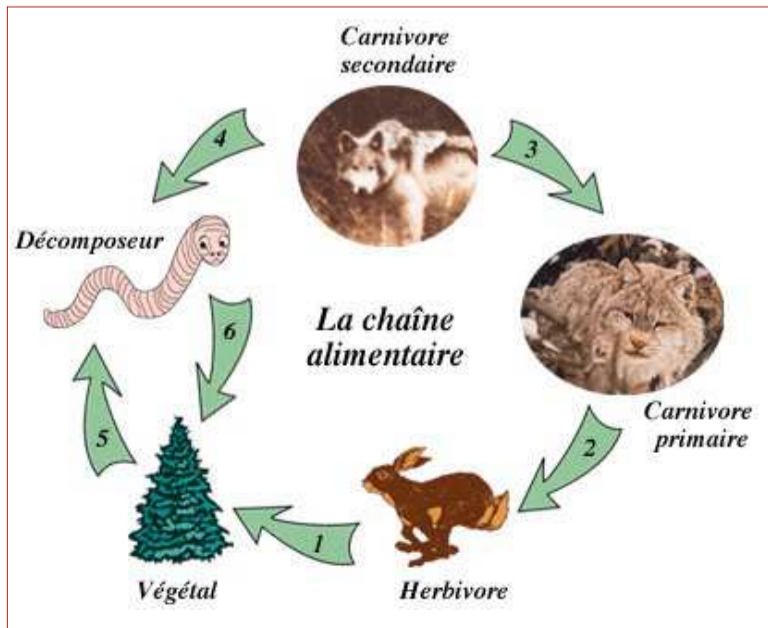 Carnivore
secondaire
4
3
Décomposeur
La chaîne
alimentaire
6
Carnivore
primaire
5
2
1
Végétal
Herbivore